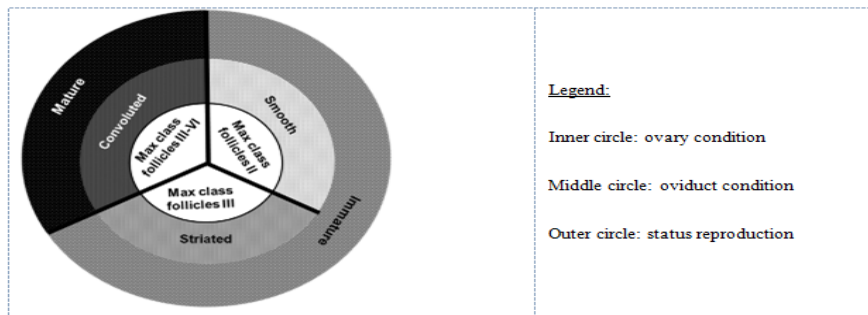 Mature
Convoluted
Max class
follicles III-VI
Smooth
Max class
follicles II
Max class
follicles III
Striated
Immature
Legend:
Inner circle: ovary condition
Middle circle: oviduct condition
Outer circle: status reproduction